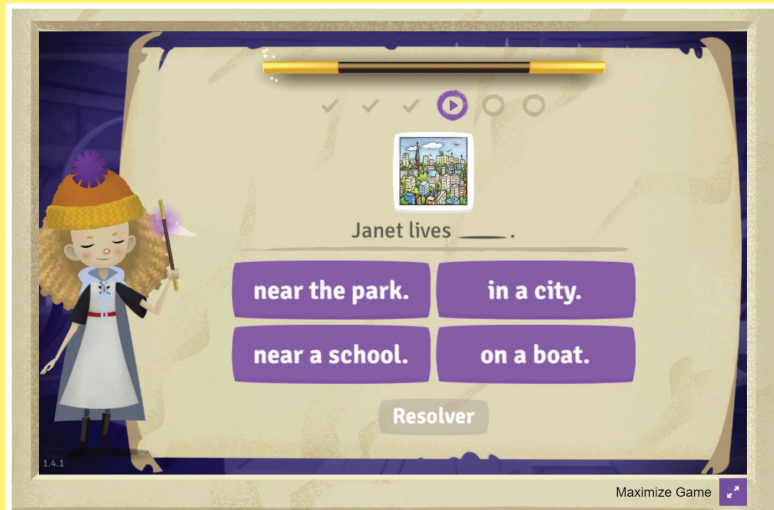 Janet lives ____.
near the park.
in a city.
near a school.
on a boat.
Resolver
1.4.1
Maximize Game